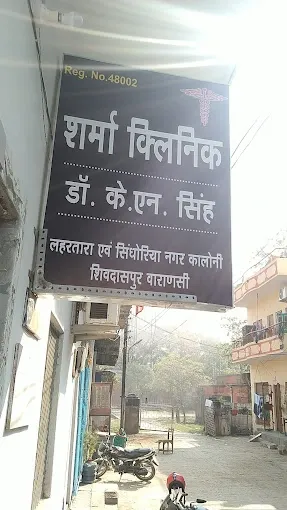 Reg. No.48002
शर्मा क्लिनिक
डॉ. के.एन. सिंह
लहरतारा एवं सिंघोरिया नगर कालोनी
शिवदासपुर वाराणसी